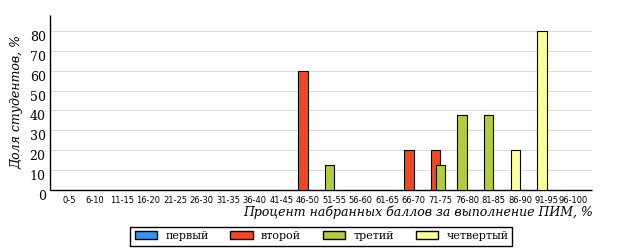 Доля студентов, %
80
70
60
50
40
30
20
10
0
0-5 6-10 11-15 16-20 21-25 26-30 31-35 36-40 41-45 46-50 51-55 56-60 61-65 66-70 71-75 76-80 81-85 86-90 91-95 96-100
Процент набранных баллов за выполнение ПИМ, %
первый второй третий четвертый